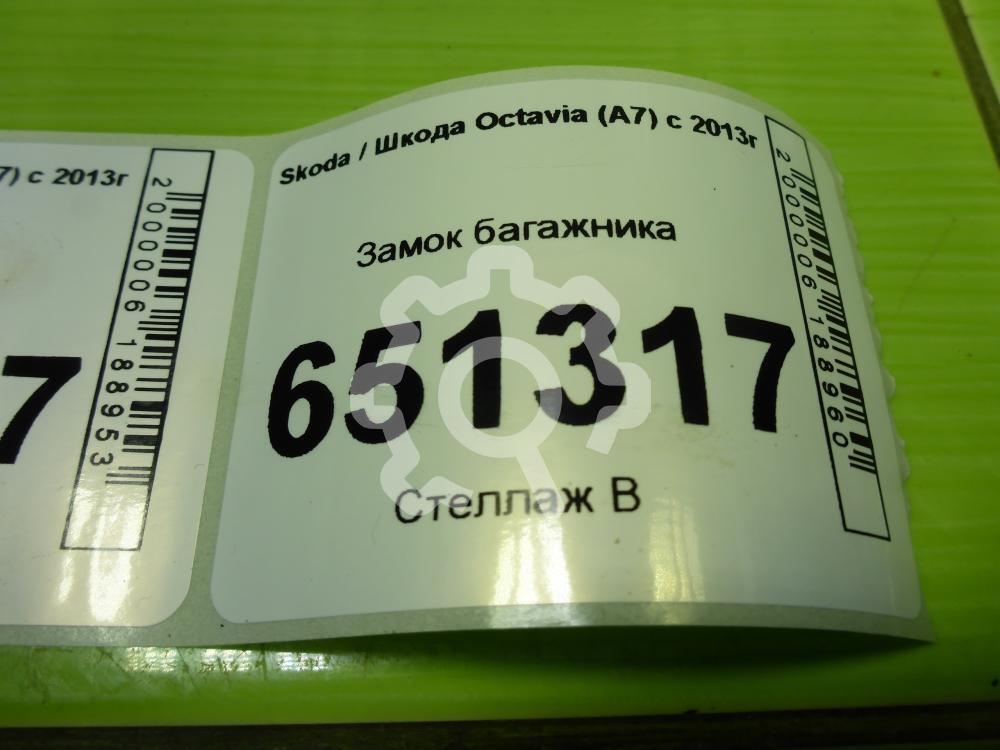 Skoda / Шкода Octavia (A7) с 2013г
Замок багажника
651317
Стеллаж В
2000006188960
7) с 2013г
7
2000006188953